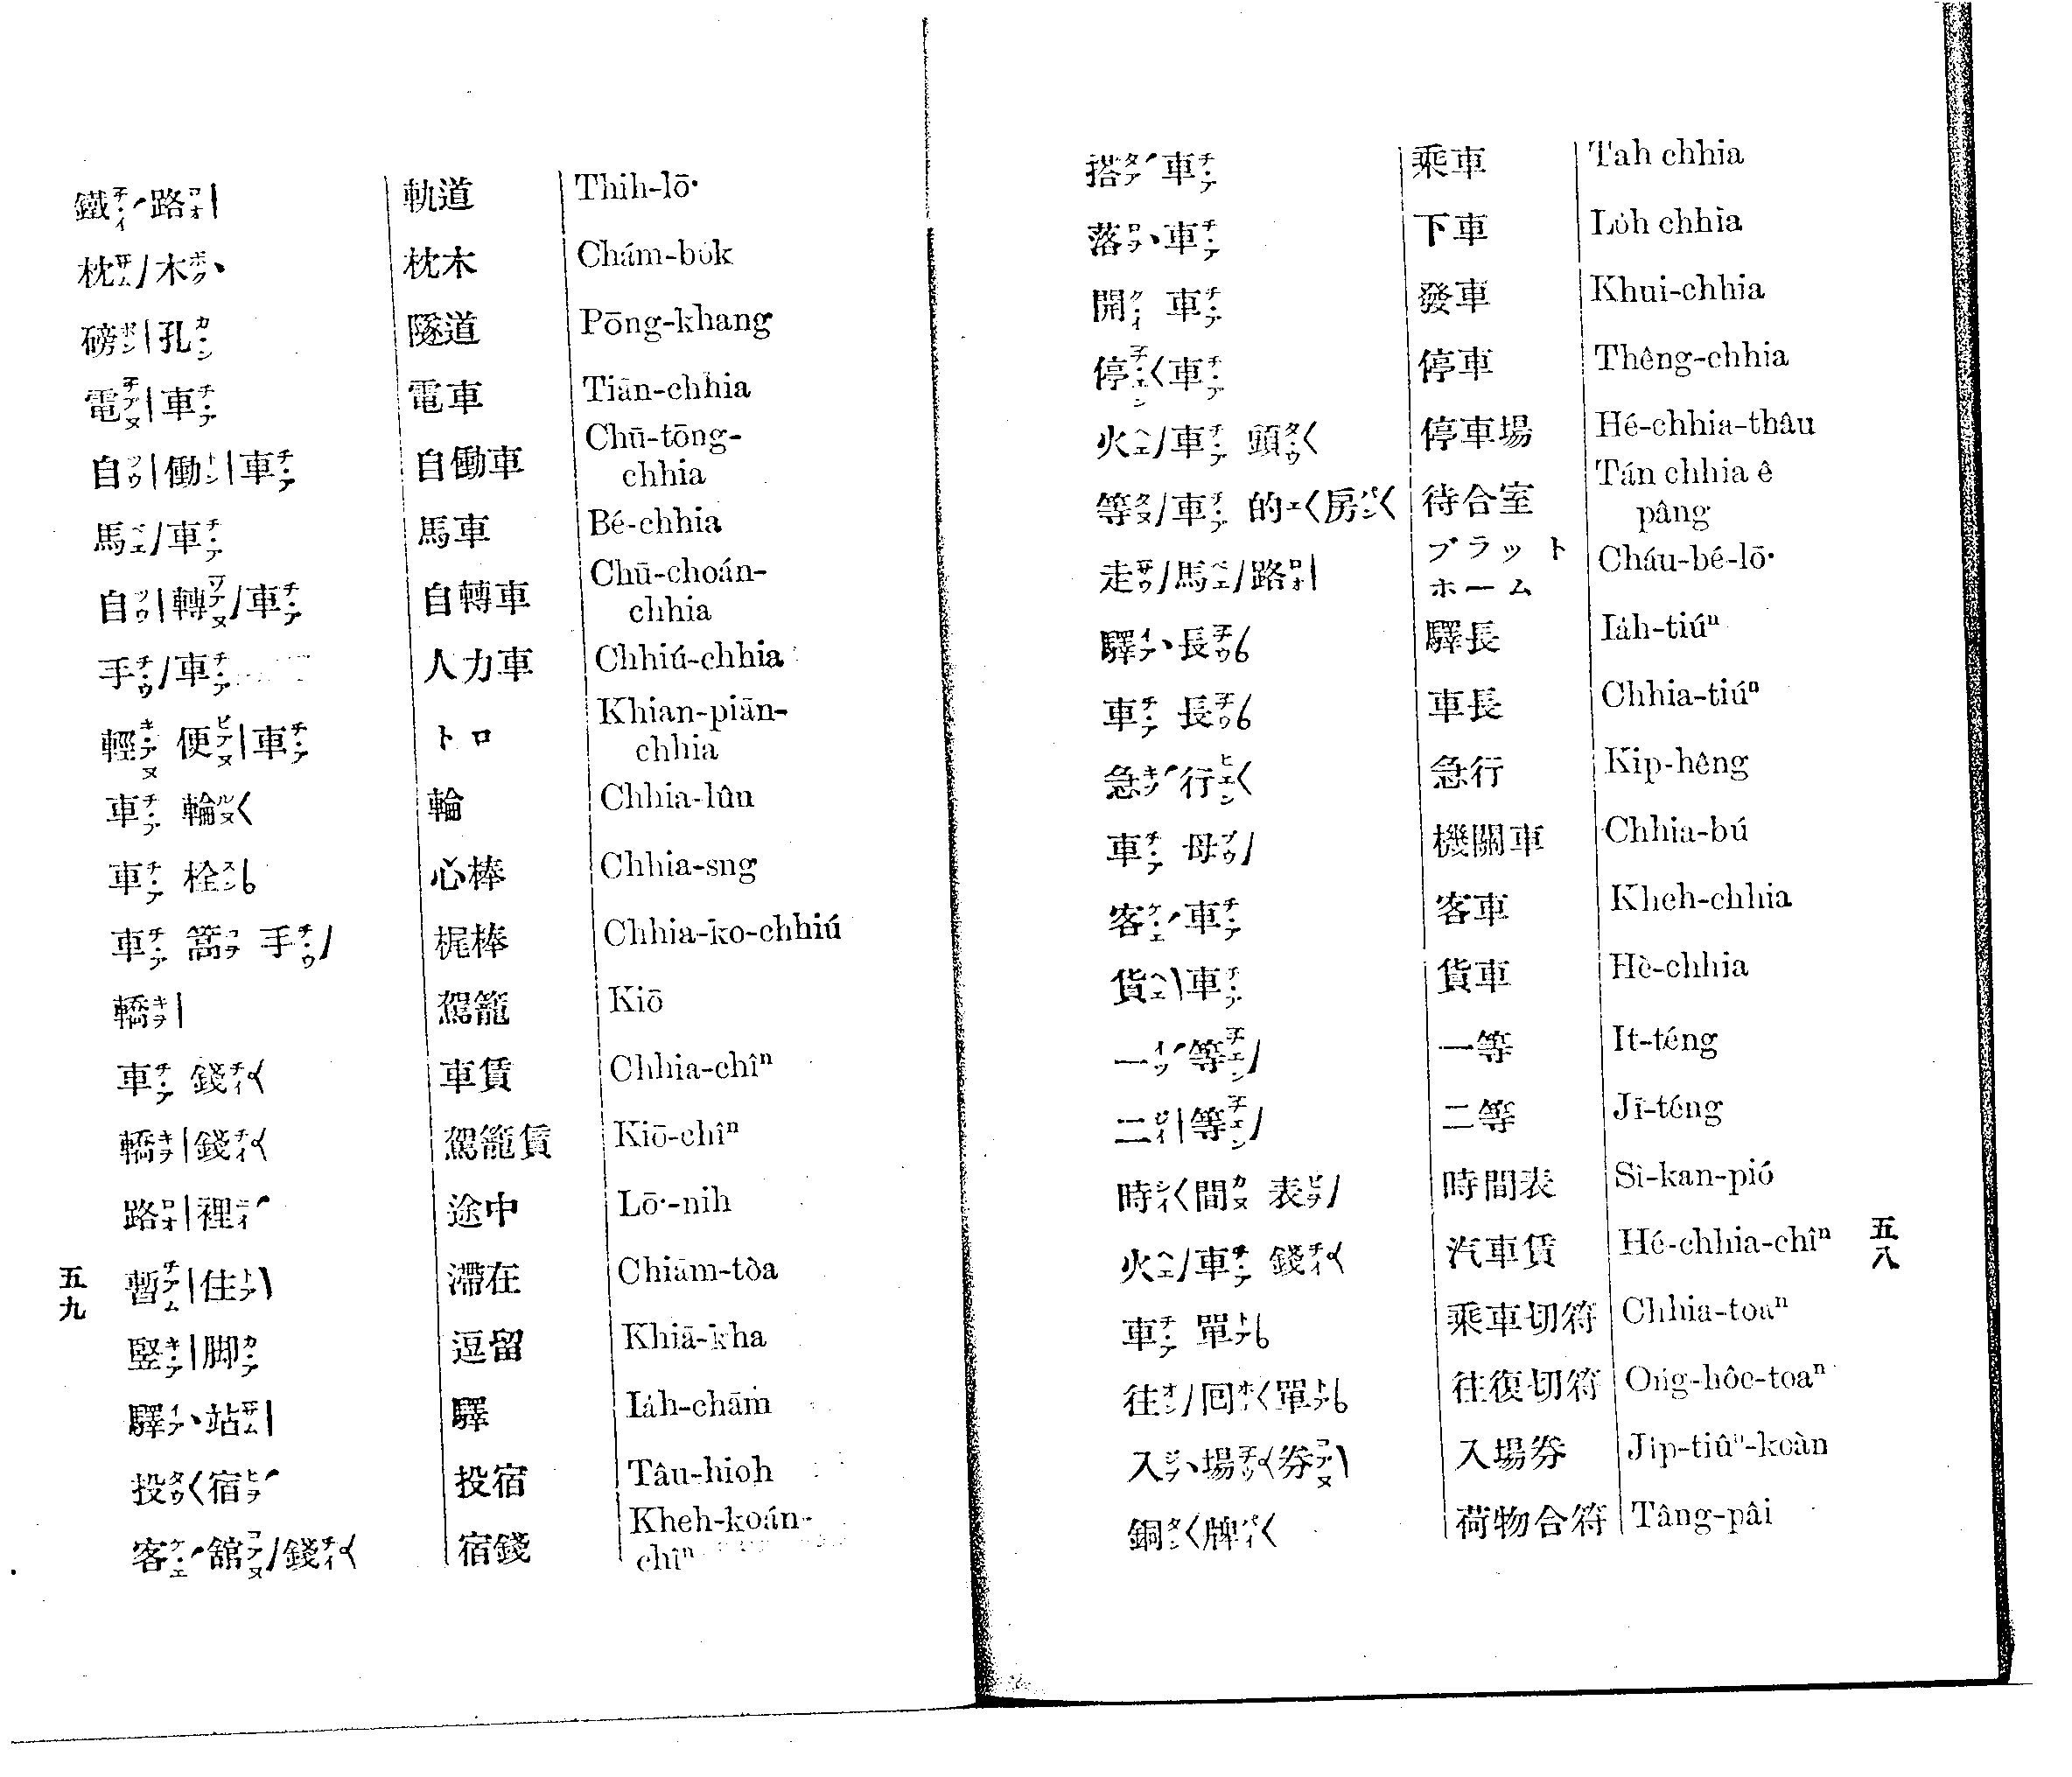 搭車 乘車 Tah chhia
落車 下車 Lo̍h chhia
開車 發車 Khui-chhia
停車 停車 Thêng-chhia
火車頭 停車場 Hé-chhia-thâu
等車的房 待合室 Tán chhia ê
pâng
走馬路 プラット
ホーム Cháu-bé-lō͘
驛長 驛長 Ia̍h-tiúⁿ
車長 車長 Chhia-tiúⁿ
急行 急行 Kip-hêng
車母 機關車 Chhia-bú
客車 客車 Kheh-chhia
貨車 貨車 Hè-chhia
一等 一等 It-téng
二等 二等 Jī-téng
時間表 時間表 Sî-kan-pió
火車錢 汽車賃 Hé-chhia-chîⁿ
車單 乘車切符 Chhia-toaⁿ
往囘單 往復切符 Ong-hôe-toaⁿ
入場券 入場券 Ji̍p-tiûⁿ-koàn
銅牌 荷物合符 Tâng-pâi
五八
鐵路 軌道 Thih-lō͘
枕木 枕木 Chám-bo̍k
磅孔 隧道 Pōng-khang
電車 電車 Tiān-chhia
自働車 自働車 Chū-tōng-
chhia
馬車 馬車 Bé-chhia
自轉車 自轉車 Chū-choán-
chhia
手車 人力車 Chhiú-chhia
輕便車 トロ Khian-piān-
chhia
車輪 輪 Chhia-lûn
車栓 心棒 Chhia-sng
車篙手 梶棒 Chhia-ko-chhiú
轎 駕籠 Kiō
車錢 車賃 Chhia-chîⁿ
轎錢 駕籠賃 Kiō-chîⁿ
路裡 途中 Lō͘-nih
暫住 滯在 Chiām-tòa
竪脚 逗留 Khiā-kha
驛站 驛 Ia̍h-chām
投宿 投宿 Tâu-hioh
客舘錢 宿錢 Kheh-koán-
chîⁿ
五九